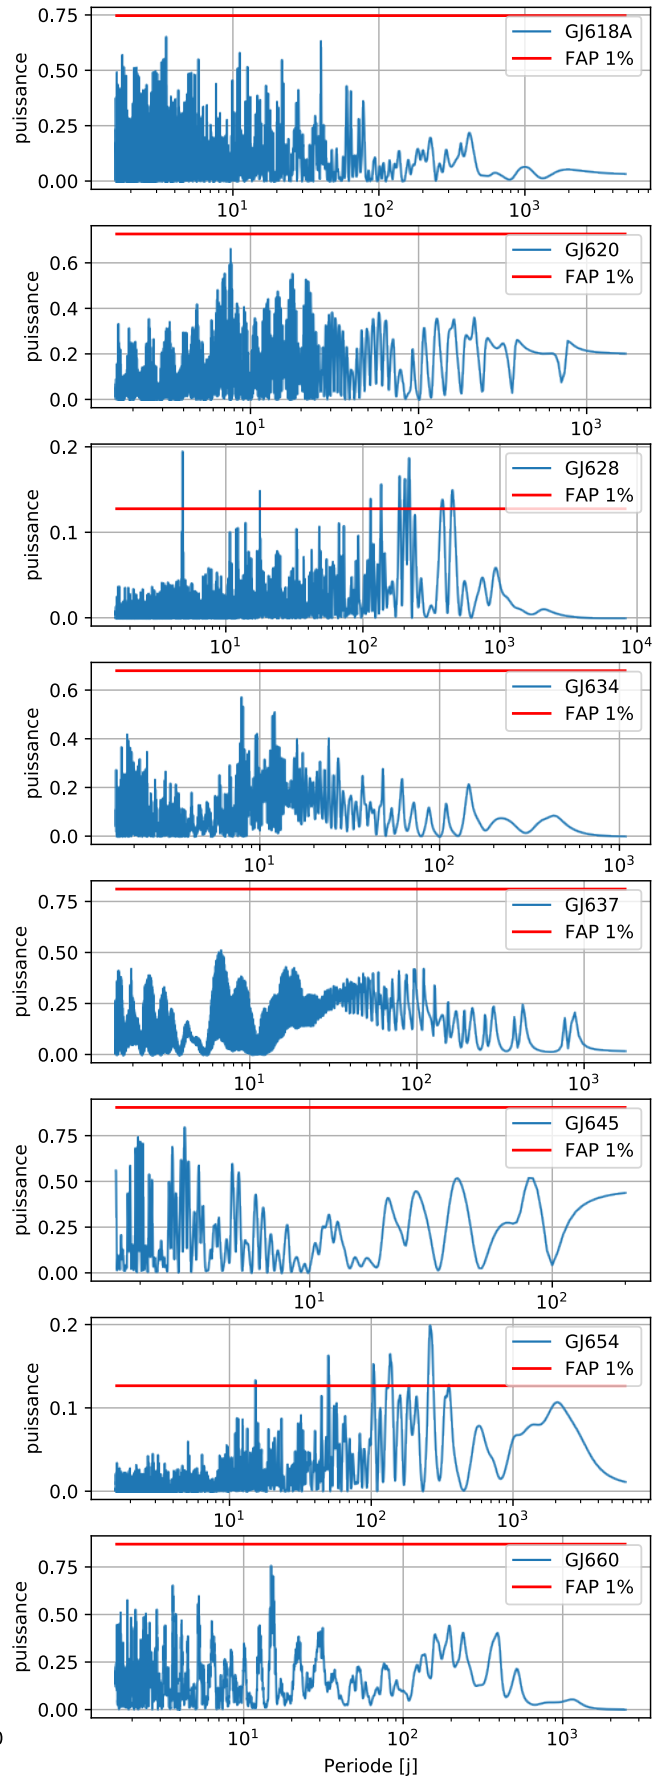 GJ618A
FAP 1%
puissance
0.75
0.50
0.25
0.00
10¹ 10² 10³
GJ620
FAP 1%
puissance
0.6
0.4
0.2
0.0
10¹ 10² 10³
GJ628
FAP 1%
puissance
0.2
0.1
0.0
10¹ 10² 10³ 10⁴
GJ634
FAP 1%
puissance
0.6
0.4
0.2
0.0
10¹ 10² 10³
GJ637
FAP 1%
puissance
0.75
0.50
0.25
0.00
10¹ 10² 10³
GJ645
FAP 1%
puissance
0.75
0.50
0.25
0.00
10¹ 10²
GJ654
FAP 1%
puissance
0.2
0.1
0.0
10¹ 10² 10³
GJ660
FAP 1%
puissance
0.75
0.50
0.25
0.00
10¹ 10² 10³
Periode [j]